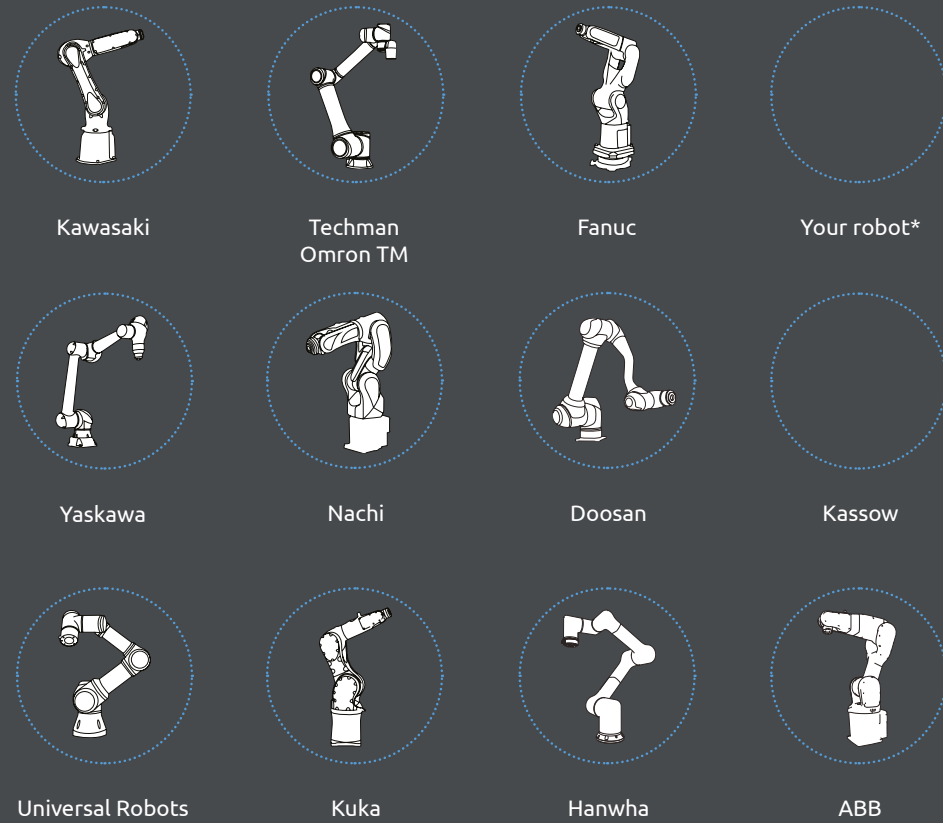 Kawasaki
Techman
Omron TM
Fanuc
Your robot*
Yaskawa
Nachi
Doosan
Kassow
Universal Robots
Kuka
Hanwha
ABB